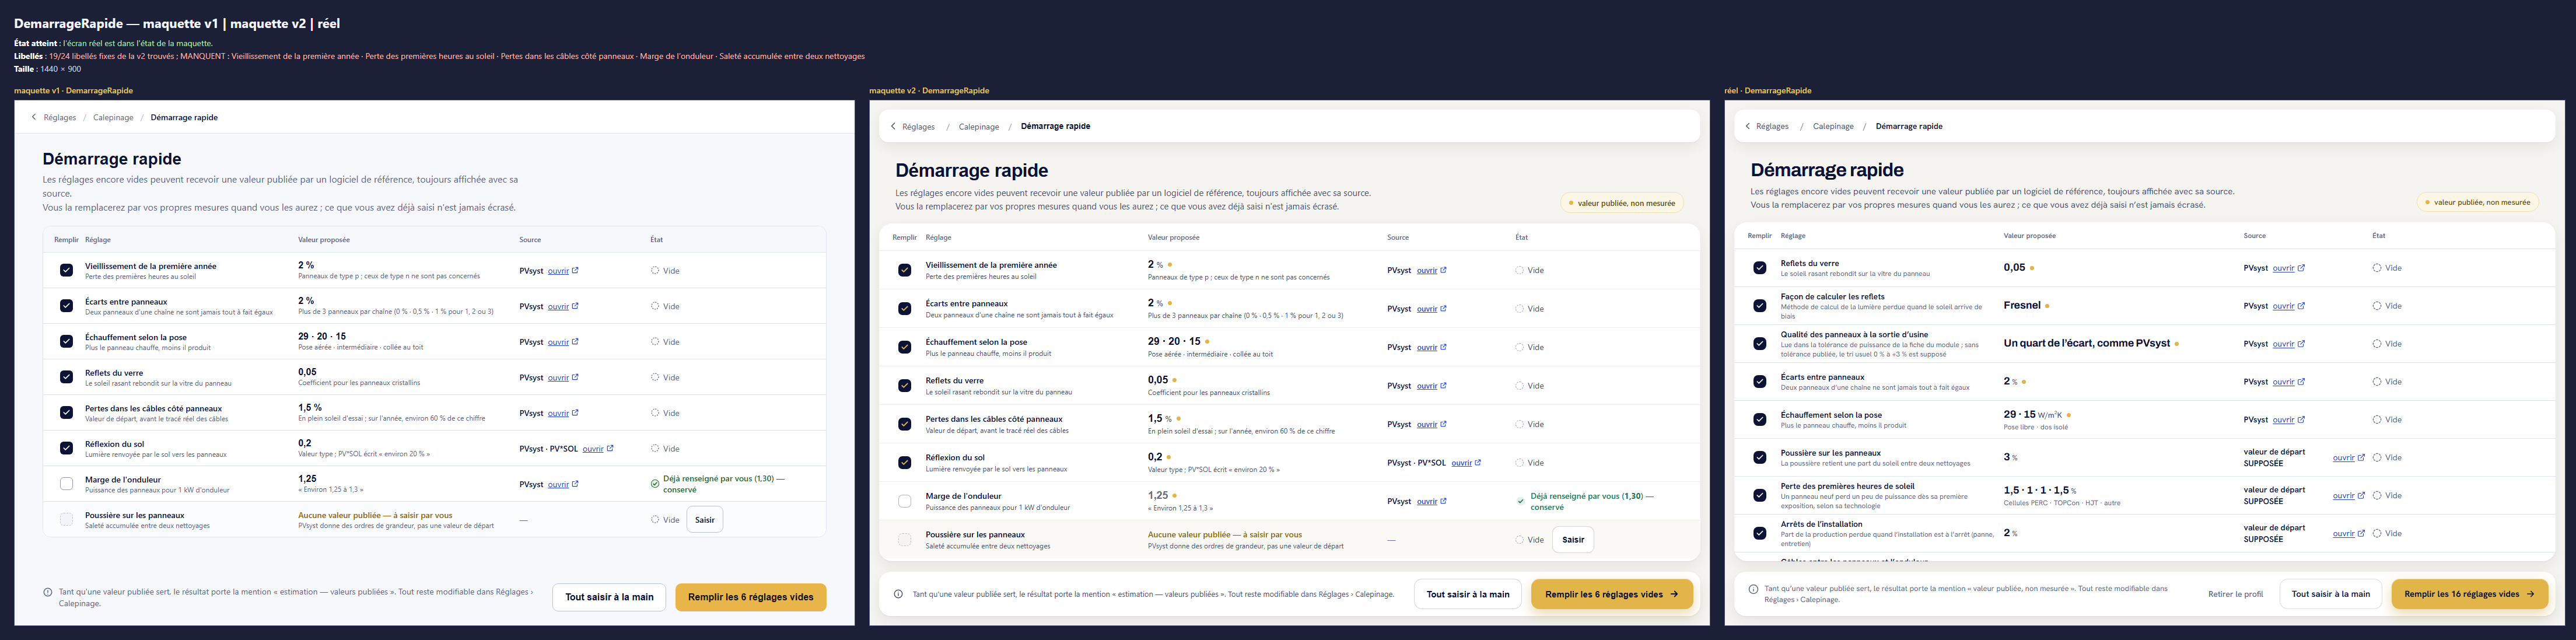 DemarrageRapide — maquette v1 | maquette v2 | réel
État atteint : l'écran réel est dans l'état de la maquette.
Libellés : 19/24 libellés fixes de la v2 trouvés ; MANQUENT : Vieillissement de la première année · Perte des premières heures au soleil · Pertes dans les câbles côté panneaux · Marge de l'onduleur · Saleté accumulée entre deux nettoyages
Taille : 1440 × 900
maquette v1 · DemarrageRapide
Réglages / Calepinage / Démarrage rapide
Démarrage rapide
Les réglages encore vides peuvent recevoir une valeur publiée par un logiciel de référence, toujours affichée avec sa
source.
Vous la remplacerez par vos propres mesures quand vous les aurez ; ce que vous avez déjà saisi n'est jamais écrasé.
Remplir Réglage Valeur proposée Source État
Vieillissement de la première année 2 % PVsyst ouvrir Vide
Perte des premières heures au soleil Panneaux de type p ; ceux de type n ne sont pas concernés
Écarts entre panneaux 2 % PVsyst ouvrir Vide
Deux panneaux d'une chaîne ne sont jamais tout à fait égaux Plus de 3 panneaux par chaîne (0 % · 0,5 % · 1 % pour 1, 2 ou 3)
Échauffement selon la pose 29 · 20 · 15 PVsyst ouvrir Vide
Plus le panneau chauffe, moins il produit Pose aérée · intermédiaire · collée au toit
Reflets du verre 0,05 PVsyst ouvrir Vide
Le soleil rasant rebondit sur la vitre du panneau Coefficient pour les panneaux cristallins
Pertes dans les câbles côté panneaux 1,5 % PVsyst ouvrir Vide
Valeur de départ, avant le tracé réel des câbles En plein soleil d'essai ; sur l'année, environ 60 % de ce chiffre
Réflexion du sol 0,2 PVsyst · PV*SOL ouvrir Vide
Lumière renvoyée par le sol vers les panneaux Valeur type ; PV*SOL écrit « environ 20 % »
Marge de l'onduleur 1,25 PVsyst ouvrir Déjà renseigné par vous (1,30) —
conservé
Puissance des panneaux pour 1 kW d'onduleur « Environ 1,25 à 1,3 »
Poussière sur les panneaux Aucune valeur publiée — à saisir par vous — Vide Saisir
Saleté accumulée entre deux nettoyages PVsyst donne des ordres de grandeur, pas une valeur de départ
Tant qu'une valeur publiée sert, le résultat porte la mention « estimation — valeurs publiées ». Tout reste modifiable dans Réglages ›
Calepinage.
Tout saisir à la main Remplir les 6 réglages vides
maquette v2 · DemarrageRapide
Réglages / Calepinage / Démarrage rapide
Démarrage rapide
Les réglages encore vides peuvent recevoir une valeur publiée par un logiciel de référence, toujours affichée avec sa source.
Vous la remplacerez par vos propres mesures quand vous les aurez ; ce que vous avez déjà saisi n'est jamais écrasé.
valeur publiée, non mesurée
Remplir Réglage Valeur proposée Source État
Vieillissement de la première année 2 % PVsyst ouvrir Vide
Perte des premières heures au soleil Panneaux de type p ; ceux de type n ne sont pas concernés
Écarts entre panneaux 2 % PVsyst ouvrir Vide
Deux panneaux d'une chaîne ne sont jamais tout à fait égaux Plus de 3 panneaux par chaîne (0 % · 0,5 % · 1 % pour 1, 2 ou 3)
Échauffement selon la pose 29 · 20 · 15 PVsyst ouvrir Vide
Plus le panneau chauffe, moins il produit Pose aérée · intermédiaire · collée au toit
Reflets du verre 0,05 PVsyst ouvrir Vide
Le soleil rasant rebondit sur la vitre du panneau Coefficient pour les panneaux cristallins
Pertes dans les câbles côté panneaux 1,5 % PVsyst ouvrir Vide
Valeur de départ, avant le tracé réel des câbles En plein soleil d'essai ; sur l'année, environ 60 % de ce chiffre
Réflexion du sol 0,2 PVsyst · PV*SOL ouvrir Vide
Lumière renvoyée par le sol vers les panneaux Valeur type ; PV*SOL écrit « environ 20 % »
Marge de l'onduleur 1,25 PVsyst ouvrir Déjà renseigné par vous (1,30) —
conservé
Puissance des panneaux pour 1 kW d'onduleur « Environ 1,25 à 1,3 »
Poussière sur les panneaux Aucune valeur publiée — à saisir par vous — Vide Saisir
Saleté accumulée entre deux nettoyages PVsyst donne des ordres de grandeur, pas une valeur de départ
Tant qu'une valeur publiée sert, le résultat porte la mention « estimation — valeurs publiées ». Tout reste modifiable dans Réglages › Calepinage.
Tout saisir à la main Remplir les 6 réglages vides →
réel · DemarrageRapide
Réglages / Calepinage / Démarrage rapide
Démarrage rapide
Les réglages encore vides peuvent recevoir une valeur publiée par un logiciel de référence, toujours affichée avec sa source.
Vous la remplacerez par vos propres mesures quand vous les aurez ; ce que vous avez déjà saisi n'est jamais écrasé.
valeur publiée, non mesurée
Remplir Réglage Valeur proposée Source État
Reflets du verre 0,05 PVsyst ouvrir Vide
Le soleil rasant rebondit sur la vitre du panneau
Façon de calculer les reflets Fresnel PVsyst ouvrir Vide
Méthode de calcul de la lumière perdue quand le soleil arrive de
biais
Qualité des panneaux à la sortie d'usine Un quart de l'écart, comme PVsyst PVsyst ouvrir Vide
Lue dans la tolérance de puissance de la fiche du module ; sans
tolérance publiée, le tri usuel 0 % à +3 % est supposé
Écarts entre panneaux 2 % PVsyst ouvrir Vide
Deux panneaux d'une chaîne ne sont jamais tout à fait égaux
Échauffement selon la pose 29 · 15 W/m²K PVsyst ouvrir Vide
Plus le panneau chauffe, moins il produit Pose libre · dos isolé
Poussière sur les panneaux 3 % valeur de départ SUPPOSÉE ouvrir Vide
La poussière retient une part du soleil entre deux nettoyages
Perte des premières heures de soleil 1,5 · 1 · 1 · 1,5 % valeur de départ SUPPOSÉE ouvrir Vide
Un panneau neuf perd un peu de puissance dès sa première
exposition, selon sa technologie
Cellules PERC · TOPCon · HJT · autre
Arrêts de l'installation 2 % valeur de départ SUPPOSÉE ouvrir Vide
Part de la production perdue quand l'installation est à l'arrêt (panne,
entretien)
Tant qu'une valeur publiée sert, le résultat porte la mention « valeur publiée, non mesurée ». Tout reste modifiable dans
Réglages › Calepinage.
Retirer le profil Tout saisir à la main Remplir les 16 réglages vides →